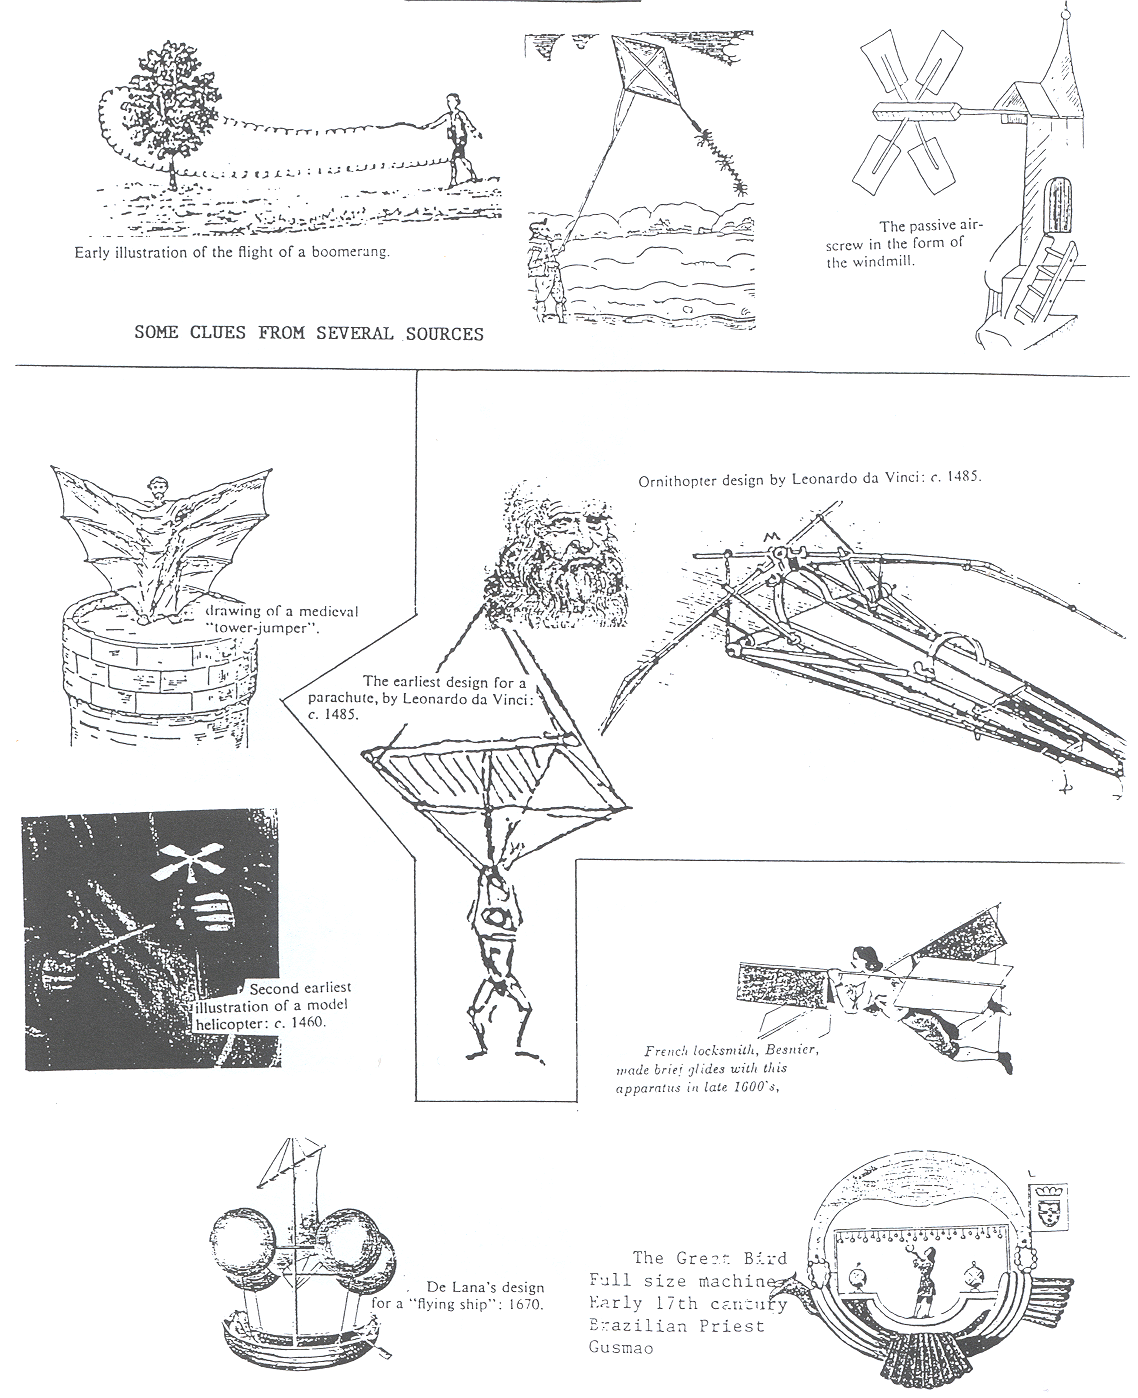 Early illustration of the flight of a boomerang.
The passive air-
screw in the form of
the windmill.
SOME CLUES FROM SEVERAL SOURCES
Ornithopter design by Leonardo da Vinci: c. 1485.
drawing of a medieval
"tower-jumper".
The earliest design for a
parachute, by Leonardo da Vinci:
c. 1485.
Second earliest
illustration of a model
helicopter: c. 1460.
French locksmith, Besnier,
made brief glides with this
apparatus in late 1600's,
De Lana's design
for a "flying ship": 1670.
The Great Bird
Full size machine
Early 17th cantury
Brazilian Priest
Gusmao